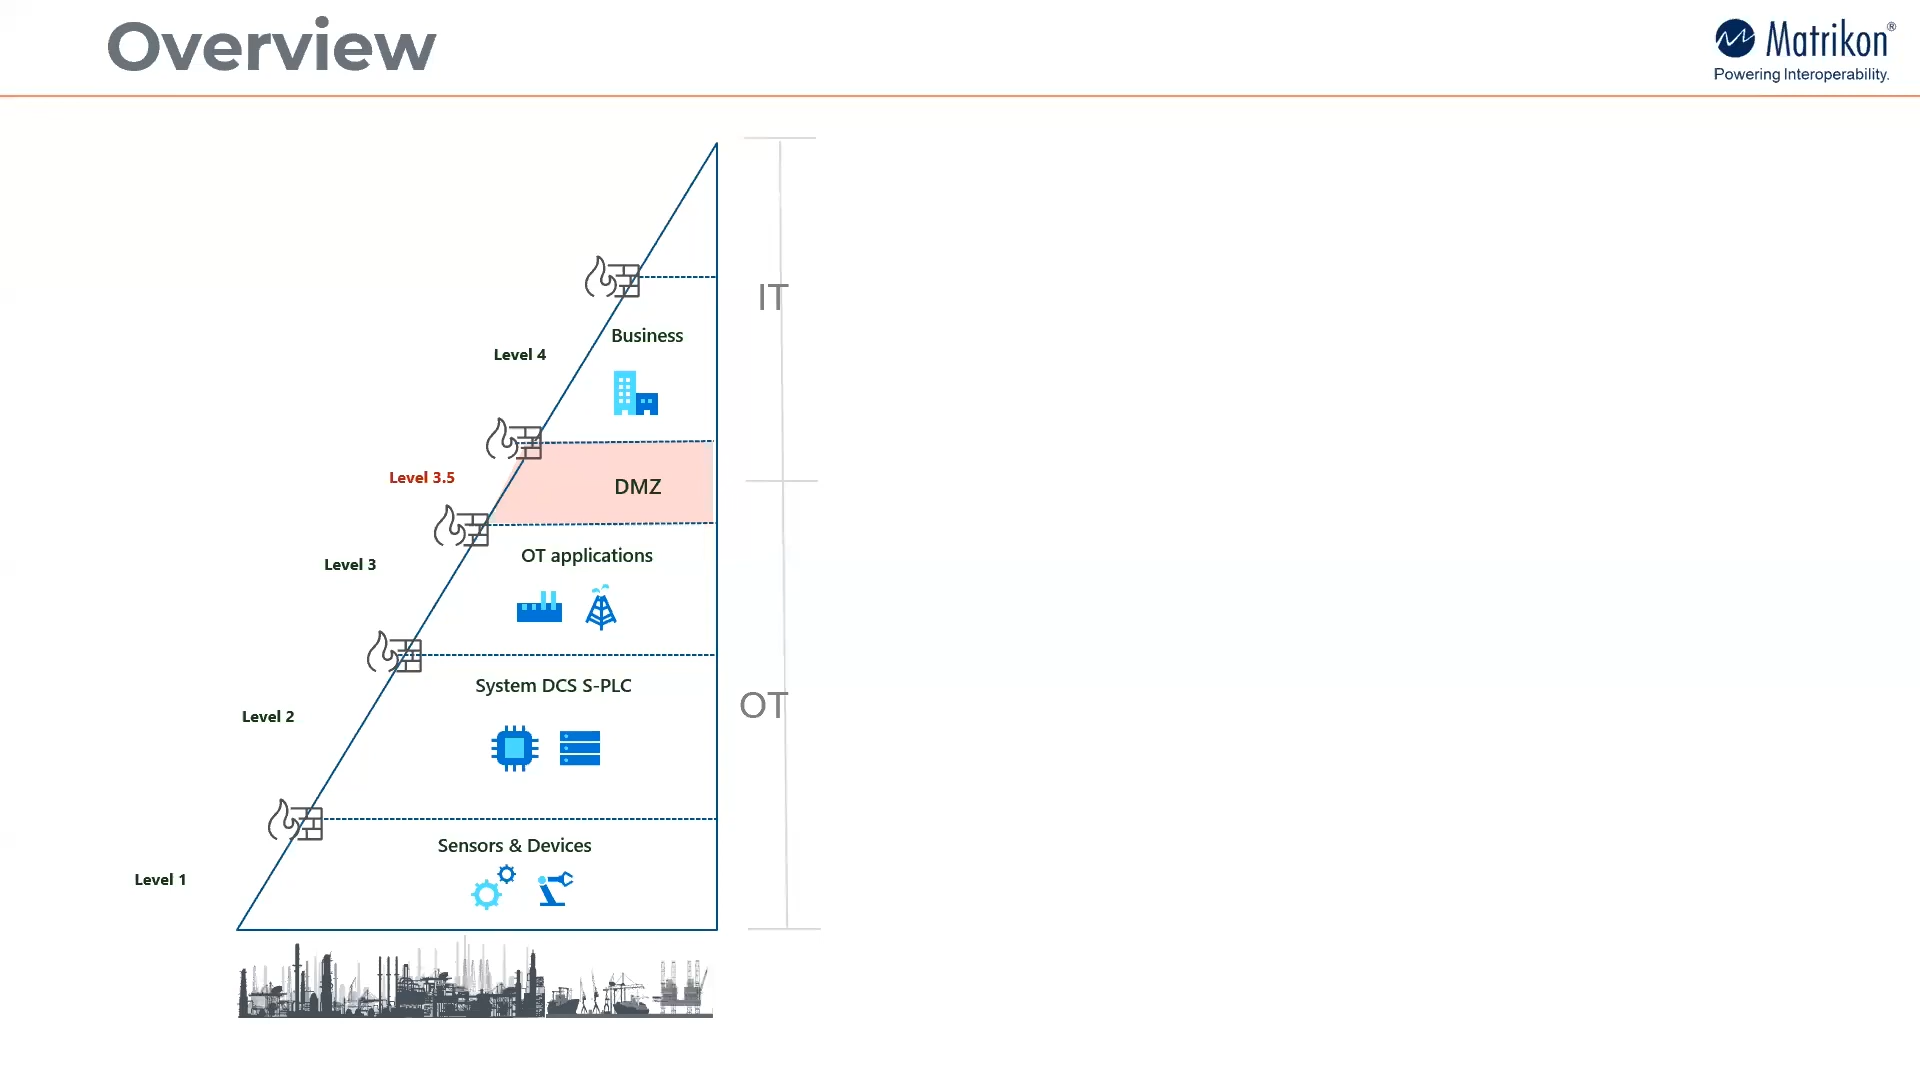 Overview
Matrikon®
Powering Interoperability.
IT
Business
Level 4
Level 3.5
DMZ
OT applications
Level 3
System DCS S-PLC
OT
Level 2
Sensors & Devices
Level 1